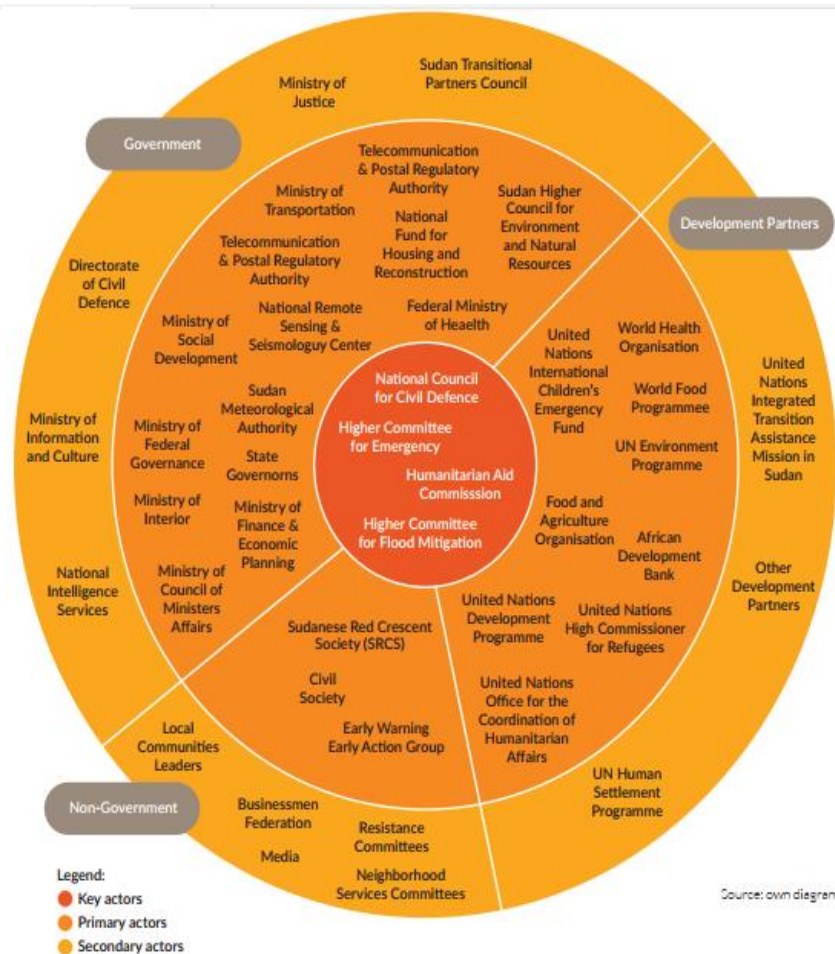 Sudan Transitional
Partners Council
Ministry of
Justice
Government
Telecommunication
& Postal Regulatory
Authority
Ministry of
Transportation
Sudan Higher
Council for
Environment
and Natural
Resources
National
Fund for
Housing and
Reconstruction
Development Partners
Telecommunication
& Postal Regulatory
Authority
Directorate
of Civil
Defence
National Remote
Sensing &
Seismologuy Center
Federal Ministry
of Heaelth
Ministry of
Social
Development
United
Nations
International
Children's
Emergency
Fund
World Health
Organisation
United
Nations
Integrated
Transition
Assistance
Mission in
Sudan
National Council
for Civil Defence
World Food
Programmee
Sudan
Meteorological
Authority
Ministry of
Information
and Culture
Ministry of
Federal
Governance
Higher Committee
for Emergency
UN Environment
Programme
State
Governorns
Humanitarian Aid
Commisssion
Ministry of
Interior
Ministry of
Finance &
Economic
Planning
Food and
Agriculture
Organisation
Higher Committee
for Flood Mitigation
African
Development
Bank
National
Intelligence
Services
Ministry of
Council of
Ministers
Affairs
Other
Development
Partners
United Nations
Development
Programme
United Nations
High Commissioner
for Refugees
Sudanese Red Crescent
Society (SRCS)
Civil
Society
United Nations
Office for the
Coordination of
Humanitarian
Affairs
Early Warning
Early Action Group
Local
Communities
Leaders
UN Human
Settlement
Programme
Non-Government
Businessmen
Federation
Resistance
Committees
Media
Neighborhood
Services Committees
Legend:
Key actors
Primary actors
Secondary actors
Source: own diagram